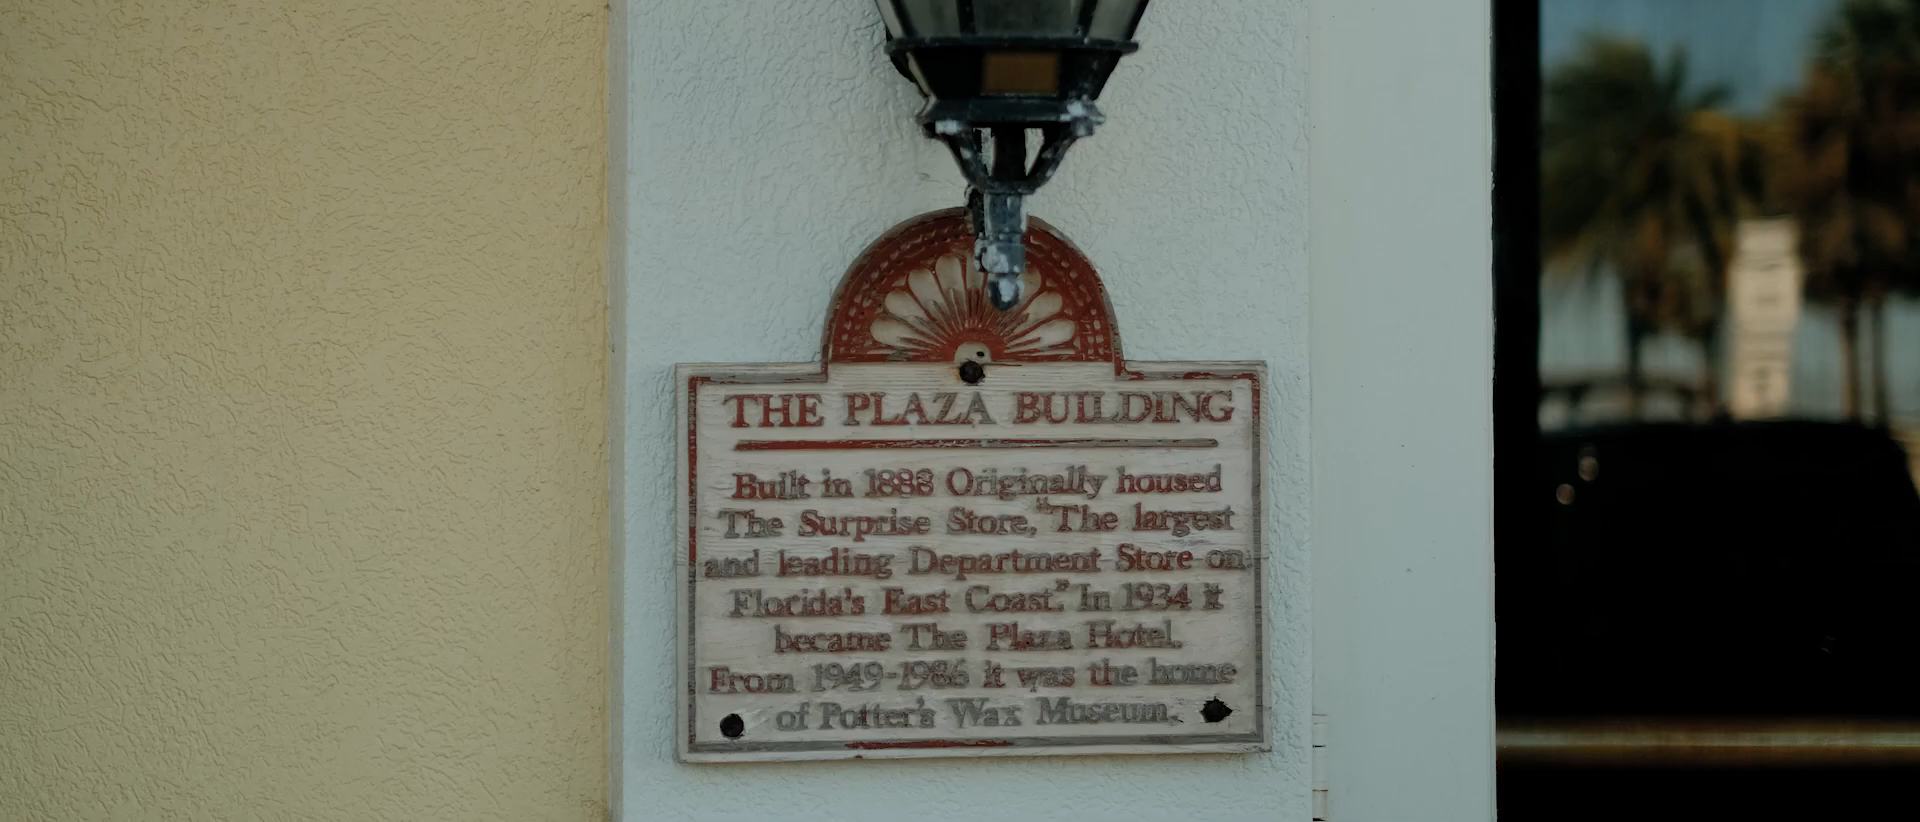 THE PLAZA BUILDING
Built in 1888 Originally housed
The Surprise Store, "The largest
and leading Department Store on
Florida's East Coast." In 1934 it
became The Plaza Hotel.
From 1949-1986 it was the home
of Potter's Wax Museum.